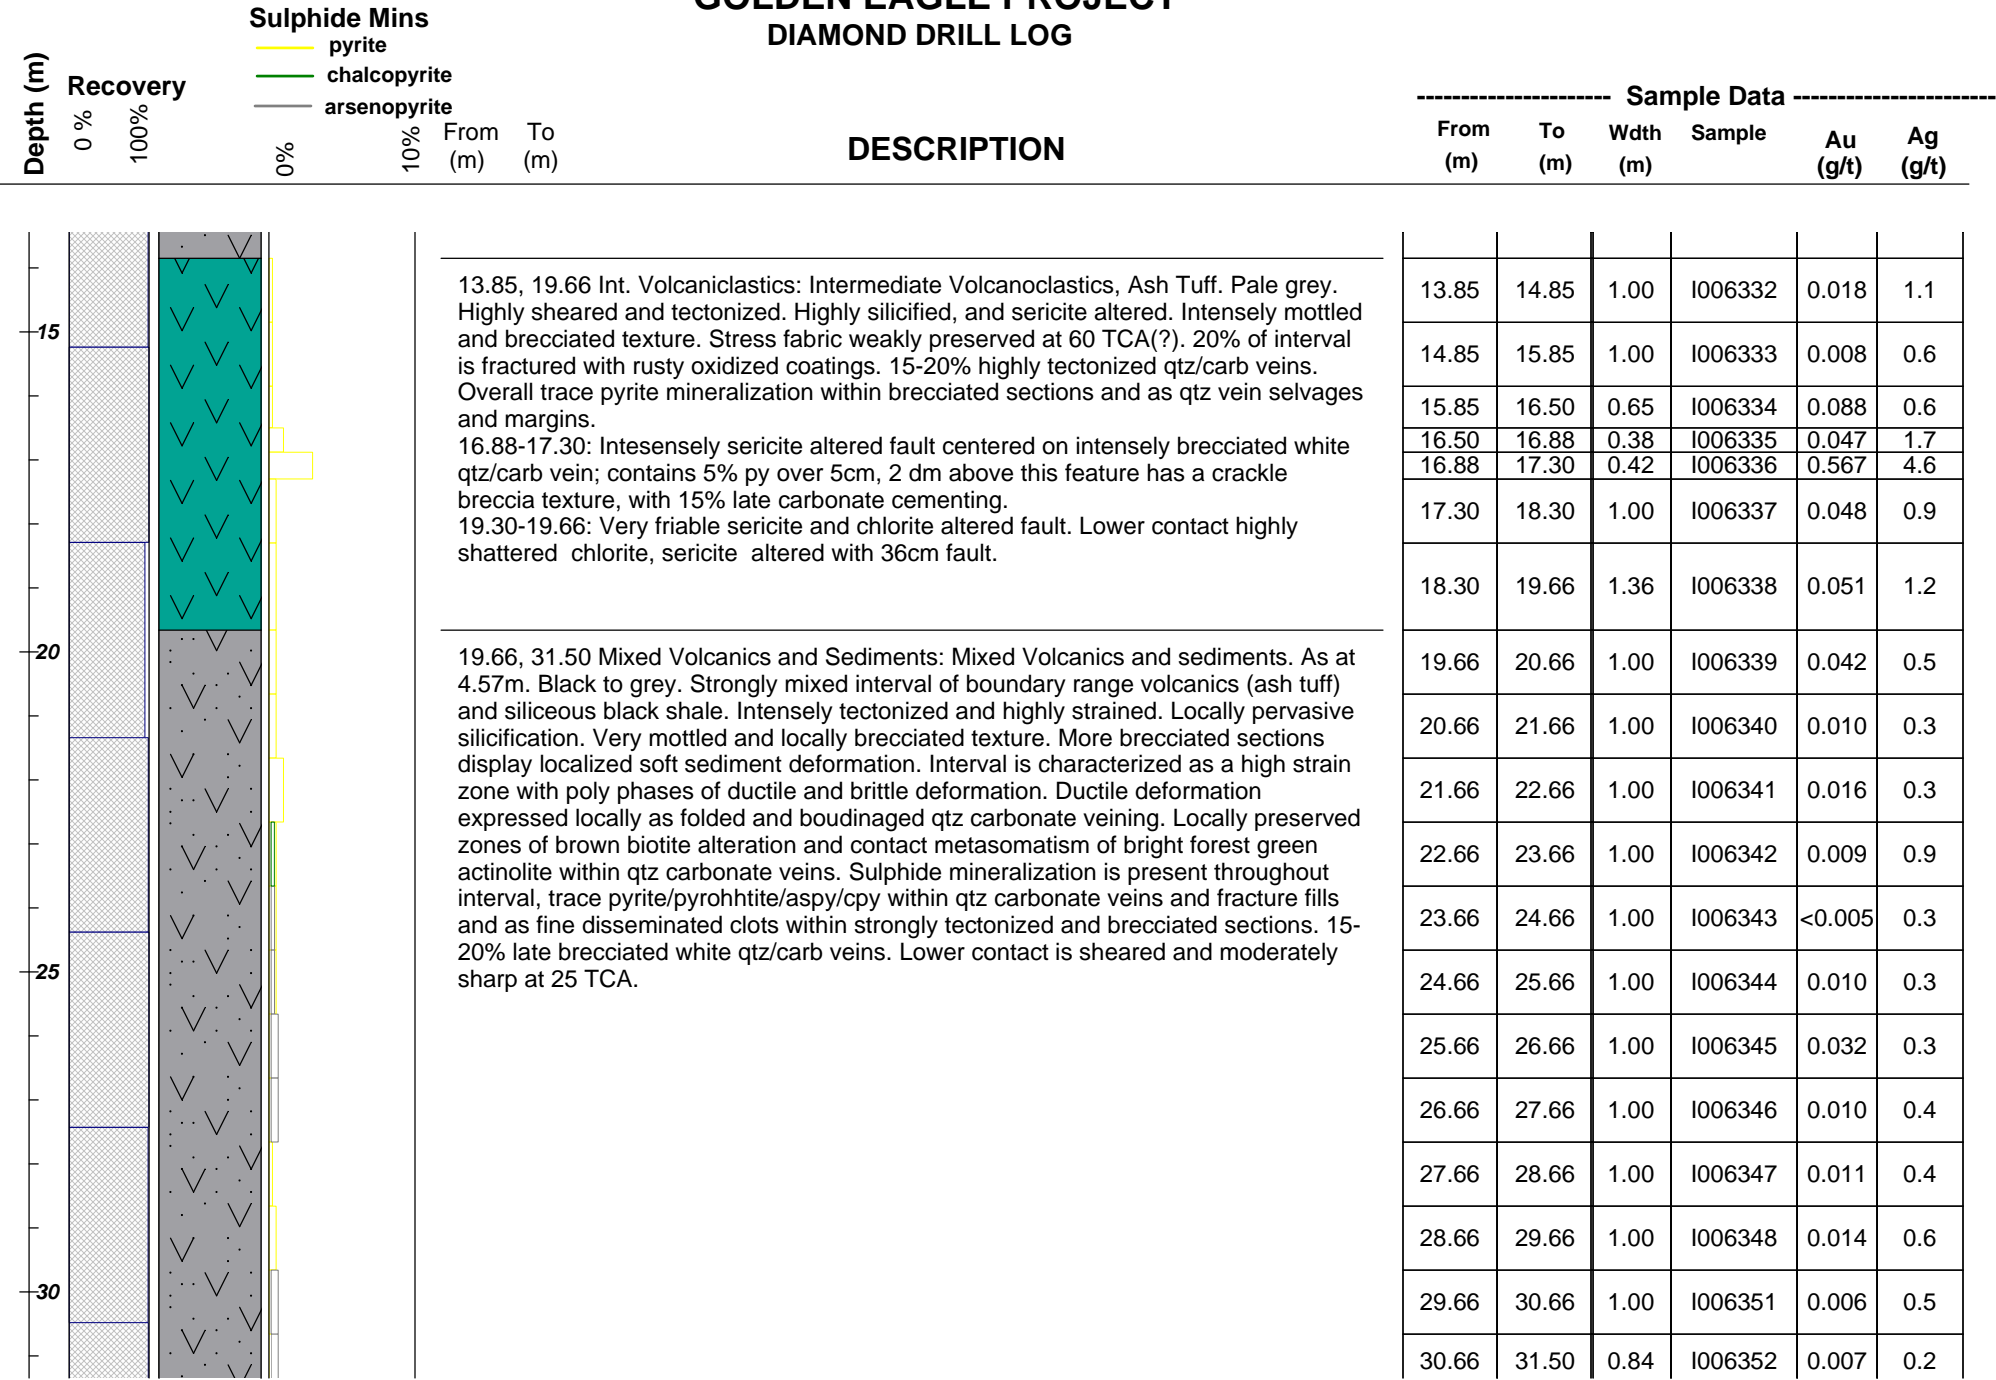 GOLDEN EAGLE PROJECT
DIAMOND DRILL LOG
Sulphide Mins
pyrite
chalcopyrite
arsenopyrite
Depth (m)
Recovery
0 %
100%
0%
10%
From (m)
To (m)
DESCRIPTION
---------------------- Sample Data -----------------------
From (m) To (m) Wdth (m) Sample Au (g/t) Ag (g/t)
15
20
25
30
13.85, 19.66 Int. Volcaniclastics: Intermediate Volcanoclastics, Ash Tuff. Pale grey.
Highly sheared and tectonized. Highly silicified, and sericite altered. Intensely mottled
and brecciated texture. Stress fabric weakly preserved at 60 TCA(?). 20% of interval
is fractured with rusty oxidized coatings. 15-20% highly tectonized qtz/carb veins.
Overall trace pyrite mineralization within brecciated sections and as qtz vein selvages
and margins.
16.88-17.30: Intesensely sericite altered fault centered on intensely brecciated white
qtz/carb vein; contains 5% py over 5cm, 2 dm above this feature has a crackle
breccia texture, with 15% late carbonate cementing.
19.30-19.66: Very friable sericite and chlorite altered fault. Lower contact highly
shattered  chlorite, sericite  altered with 36cm fault.
19.66, 31.50 Mixed Volcanics and Sediments: Mixed Volcanics and sediments. As at
4.57m. Black to grey. Strongly mixed interval of boundary range volcanics (ash tuff)
and siliceous black shale. Intensely tectonized and highly strained. Locally pervasive
silicification. Very mottled and locally brecciated texture. More brecciated sections
display localized soft sediment deformation. Interval is characterized as a high strain
zone with poly phases of ductile and brittle deformation. Ductile deformation
expressed locally as folded and boudinaged qtz carbonate veining. Locally preserved
zones of brown biotite alteration and contact metasomatism of bright forest green
actinolite within qtz carbonate veins. Sulphide mineralization is present throughout
interval, trace pyrite/pyrohhtite/aspy/cpy within qtz carbonate veins and fracture fills
and as fine disseminated clots within strongly tectonized and brecciated sections. 15-
20% late brecciated white qtz/carb veins. Lower contact is sheared and moderately
sharp at 25 TCA.
13.85 14.85 1.00 I006332 0.018 1.1
14.85 15.85 1.00 I006333 0.008 0.6
15.85 16.50 0.65 I006334 0.088 0.6
16.50 16.88 0.38 I006335 0.047 1.7
16.88 17.30 0.42 I006336 0.567 4.6
17.30 18.30 1.00 I006337 0.048 0.9
18.30 19.66 1.36 I006338 0.051 1.2
19.66 20.66 1.00 I006339 0.042 0.5
20.66 21.66 1.00 I006340 0.010 0.3
21.66 22.66 1.00 I006341 0.016 0.3
22.66 23.66 1.00 I006342 0.009 0.9
23.66 24.66 1.00 I006343 <0.005 0.3
24.66 25.66 1.00 I006344 0.010 0.3
25.66 26.66 1.00 I006345 0.032 0.3
26.66 27.66 1.00 I006346 0.010 0.4
27.66 28.66 1.00 I006347 0.011 0.4
28.66 29.66 1.00 I006348 0.014 0.6
29.66 30.66 1.00 I006351 0.006 0.5
30.66 31.50 0.84 I006352 0.007 0.2